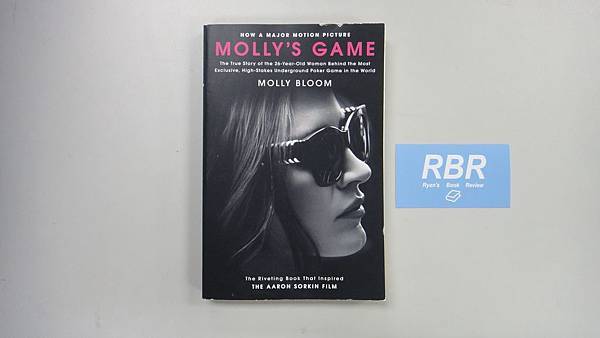 NOW A MAJOR MOTION PICTURE
MOLLY'S GAME
The True Story of the 26-Year-Old Woman Behind the Most
Exclusive, High-Stakes Underground Poker Game in the World
MOLLY BLOOM
The Riveting Book That Inspired
THE AARON SORKIN FILM
RBR
Ryan's Book Review